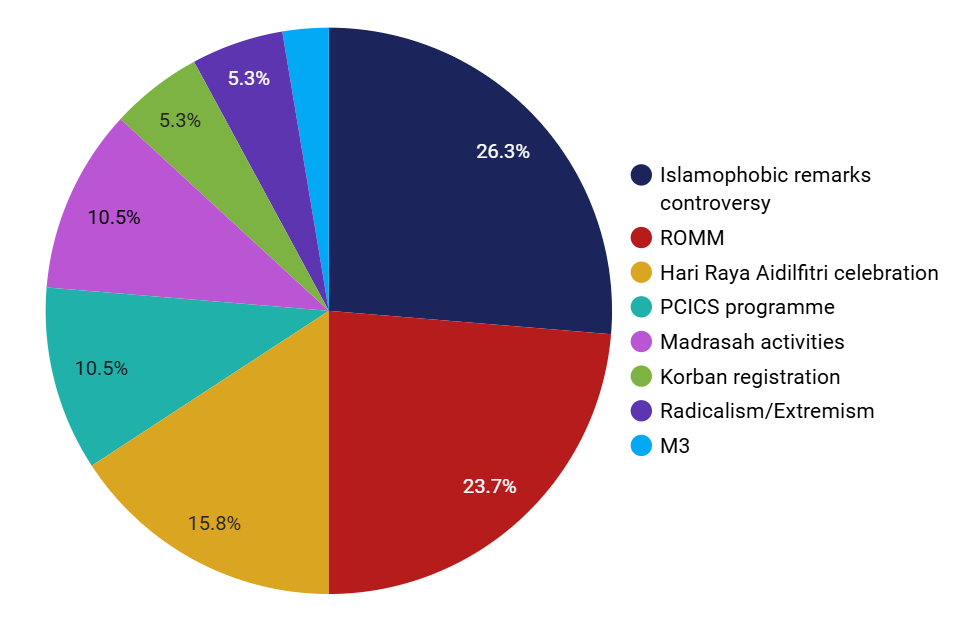 5.3%
5.3%
26.3%
10.5%
10.5%
15.8%
23.7%
Islamophobic remarks
controversy
ROMM
Hari Raya Aidilfitri celebration
PCICS programme
Madrasah activities
Korban registration
Radicalism/Extremism
M3